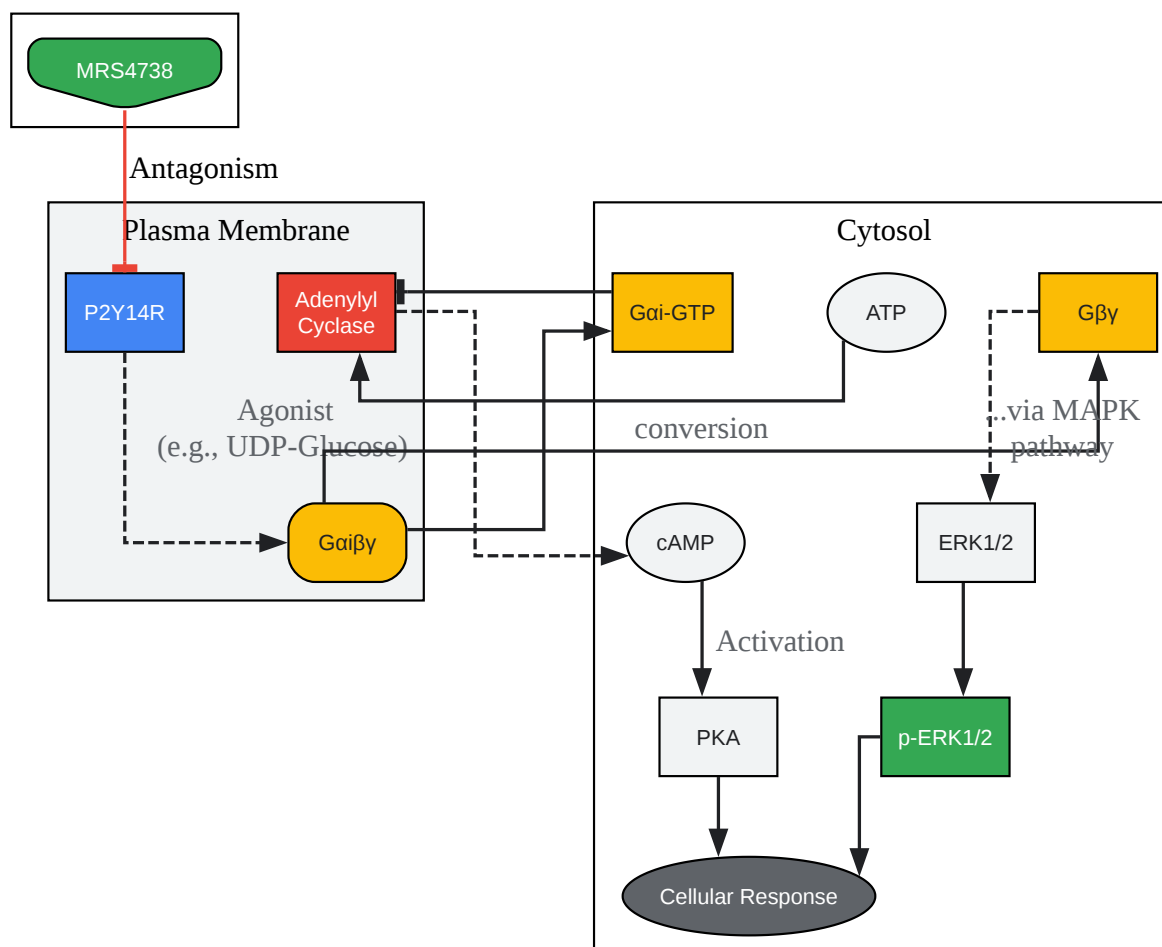 MRS4738
Antagonism
Plasma Membrane
Cytosol
P2Y14R
Adenylyl
Cyclase
Gαi-GTP
ATP
Gβγ
Agonist
(e.g., UDP-Glucose)
conversion
...via MAPK
pathway
Gαiβγ
cAMP
ERK1/2
Activation
PKA
p-ERK1/2
Cellular Response